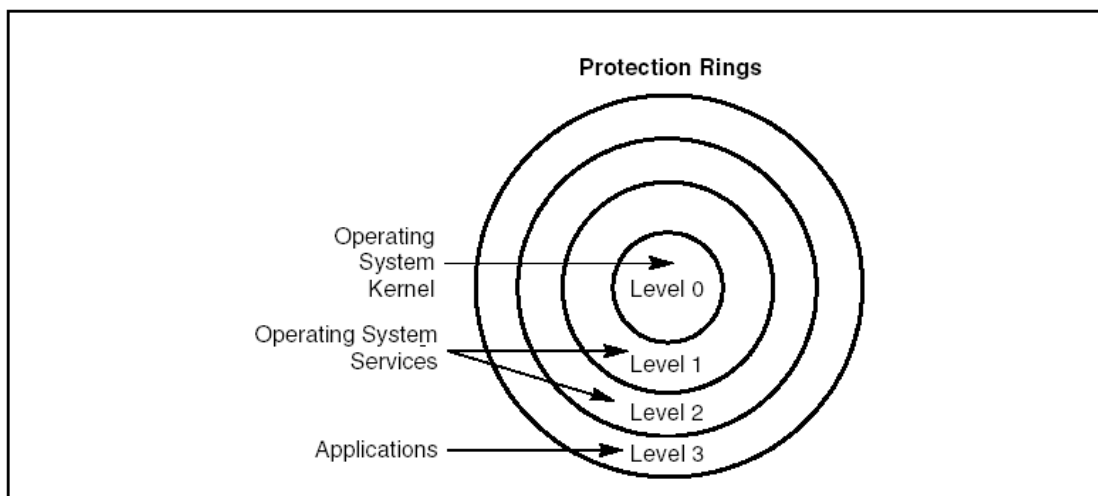 Protection Rings
Operating
System
Kernel
Level 0
Operating System
Services
Level 1
Level 2
Applications
Level 3